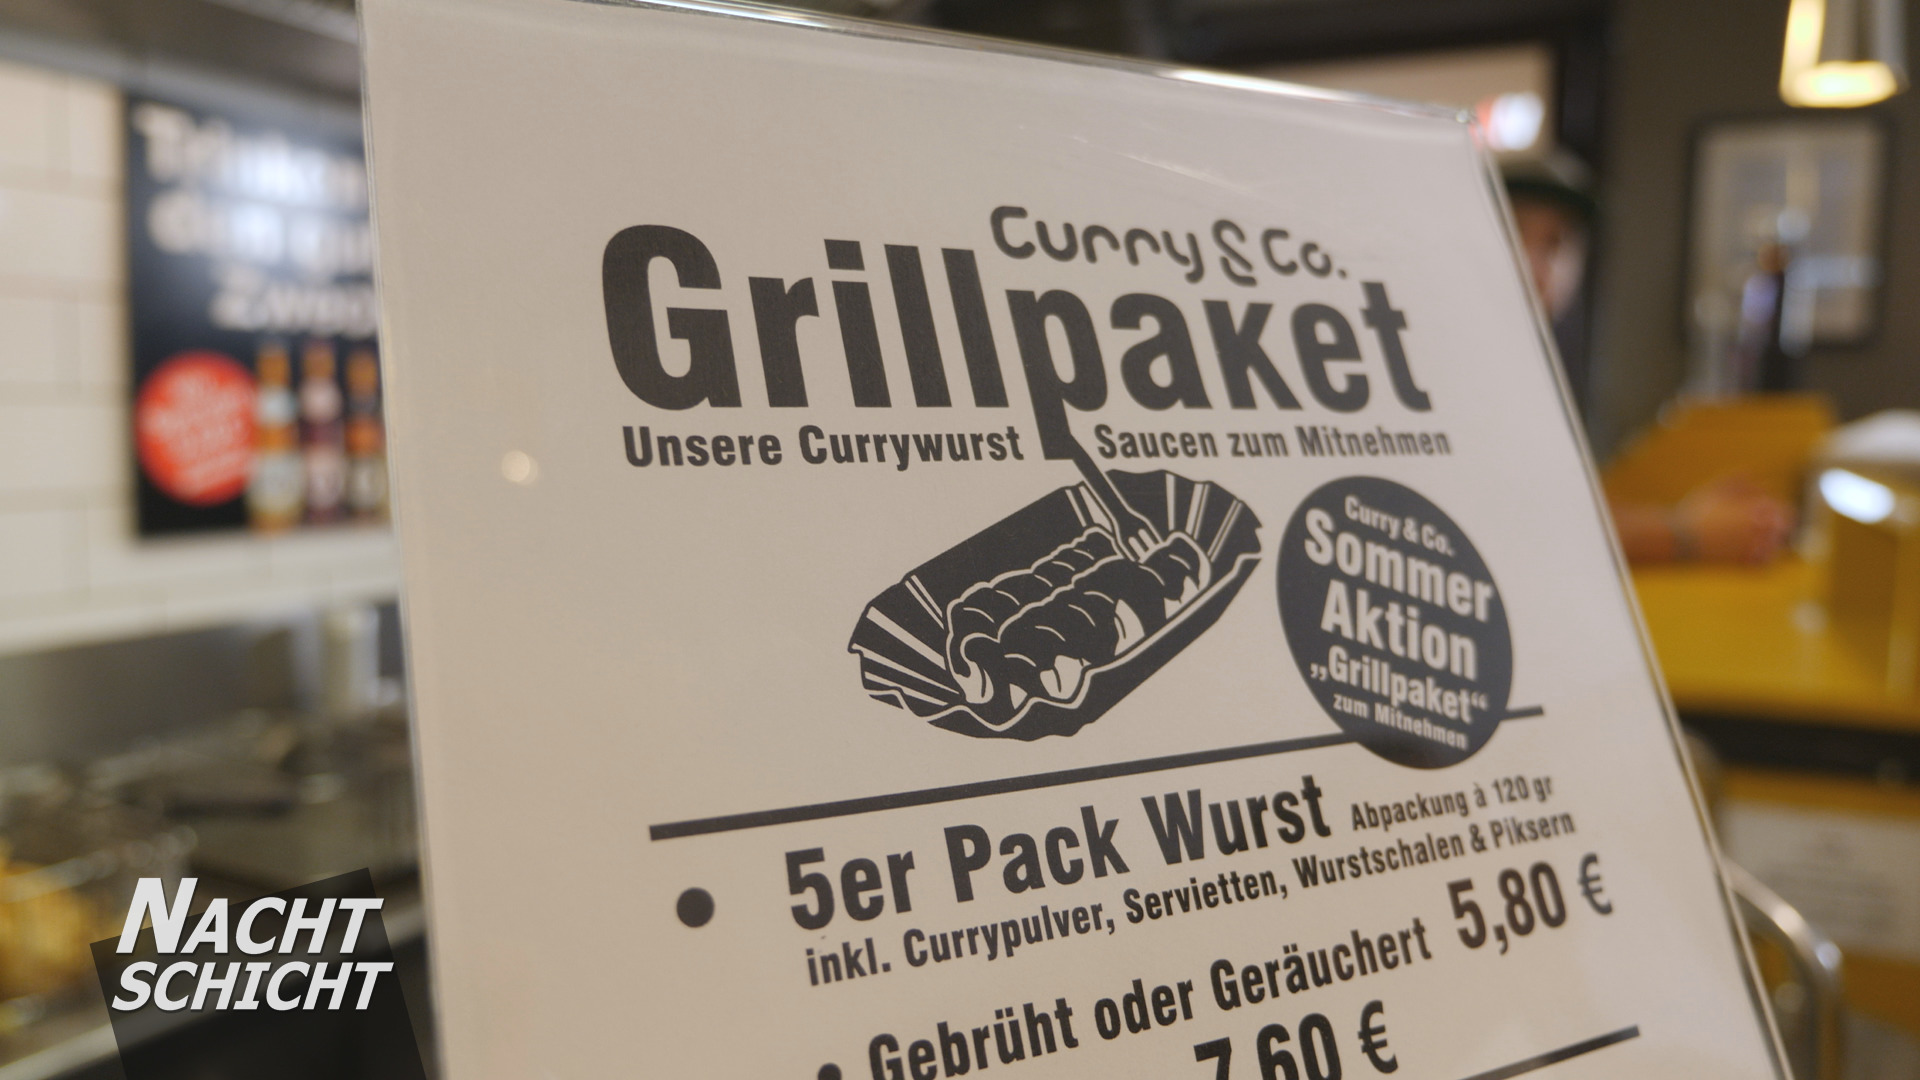 Curry & Co.
Grillpaket
Unsere Currywurst Saucen zum Mitnehmen
Curry & Co.
Sommer
Aktion
„Grillpaket“
zum Mitnehmen
• 5er Pack Wurst Abpackung à 120 gr
inkl. Currypulver, Servietten, Wurstschalen & Piksern
• Gebrüht oder Geräuchert 5,80 €
7,60 €
NACHT
SCHICHT